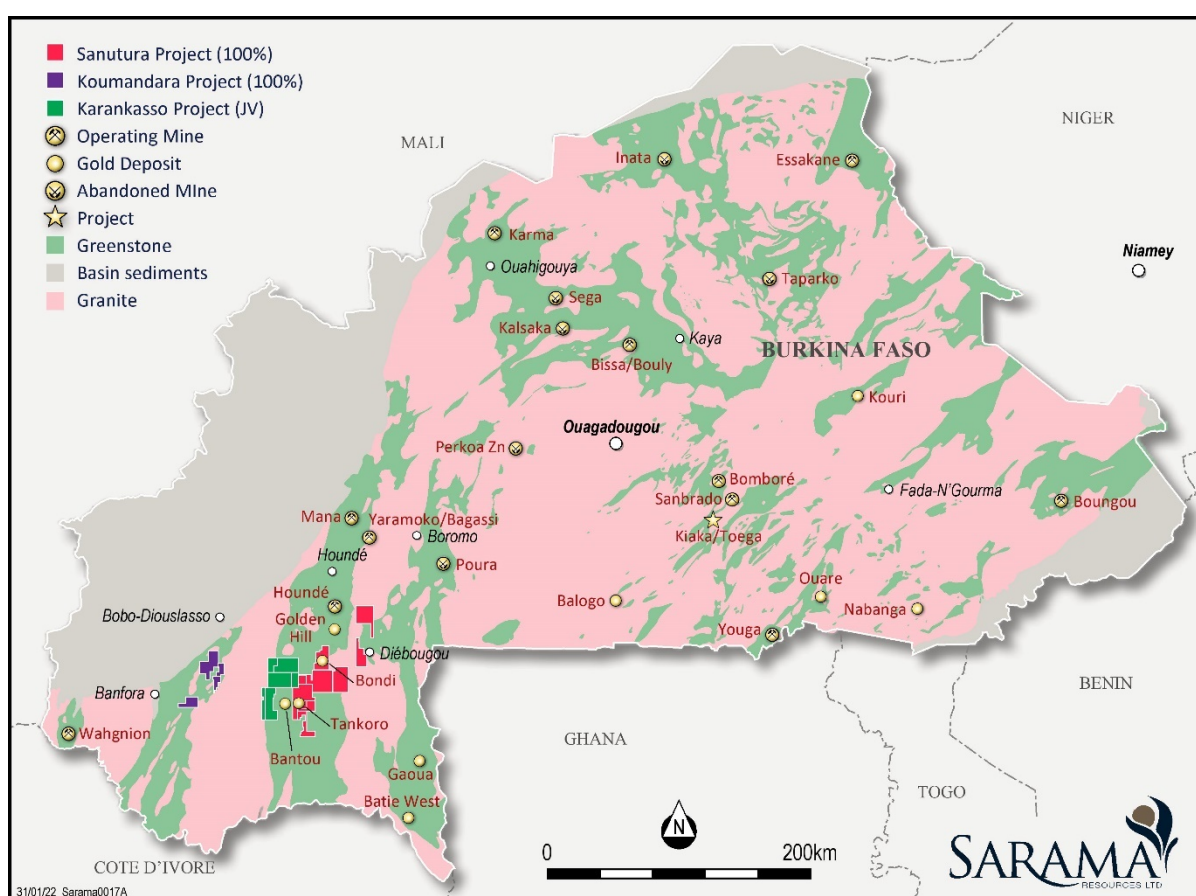 Sanutura Project (100%)
Koumandara Project (100%)
Karankasso Project (JV)
Operating Mine
Gold Deposit
Abandoned MIne
Project
Greenstone
Basin sediments
Granite
MALI
NIGER
Inata
Essakane
Karma
Ouahigouya
Niamey
Taparko
Sega
Kalsaka
Kaya
Bissa/Bouly
BURKINA FASO
Kouri
Ouagadougou
Perkoa Zn
Bomboré
Sanbrado
Fada-N'Gourma
Boungou
Mana
Yaramoko/Bagassi
Kiaka/Toega
Boromo
Houndé
Poura
Houndé
Golden
Hill
Balogo
Ouare
Nabanga
Bobo-Diouslasso
Youga
Diébougou
Bondi
Banfora
BENIN
Tankoro
Wahgnion
GHANA
Bantou
Gaoua
TOGO
Batie West
N
COTE D'IVORE
0
200km
SARAMA
RESOURCES LTD
31/01/22_Sarama0017A